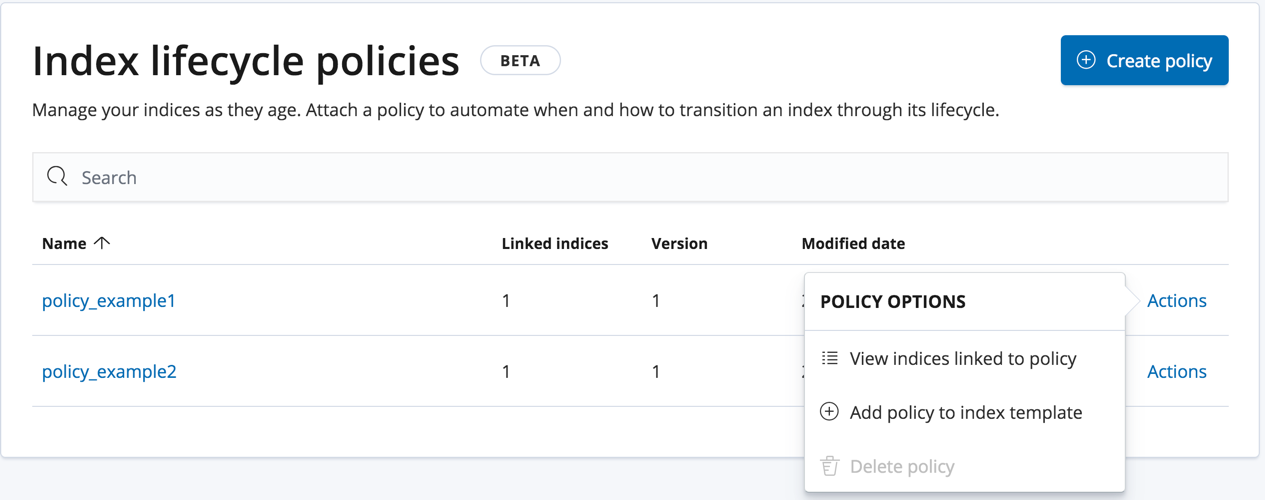 Index lifecycle policies BETA
Create policy
Manage your indices as they age. Attach a policy to automate when and how to transition an index through its lifecycle.
Search
Name Linked indices Version Modified date
policy_example1 1 1 Actions
POLICY OPTIONS
View indices linked to policy
policy_example2 1 1 Actions
Add policy to index template
Delete policy